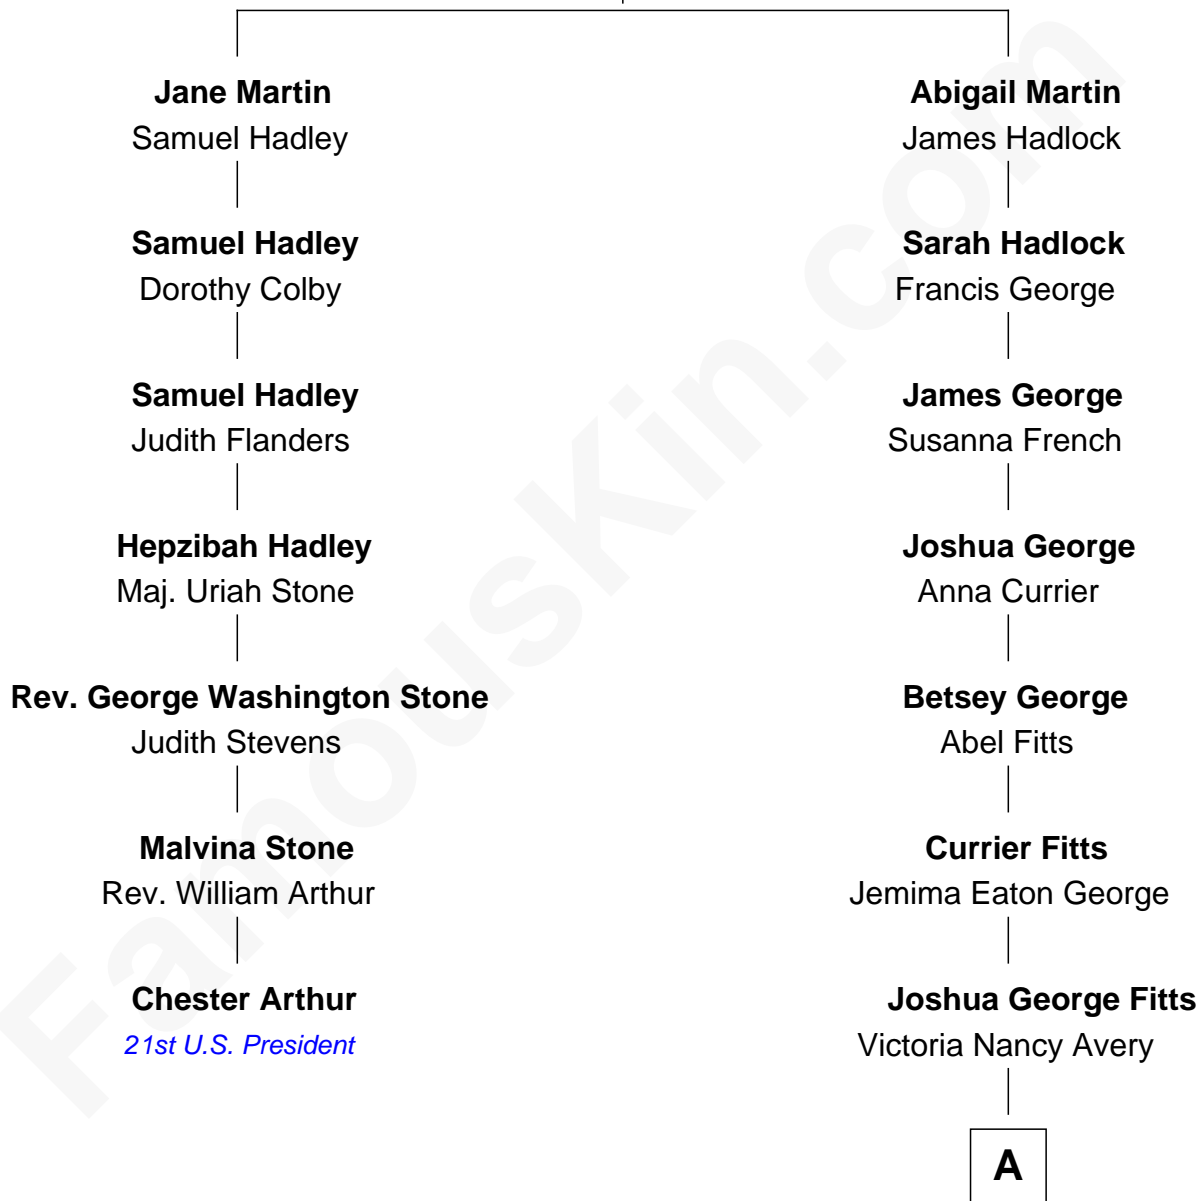 Jane Martin
Samuel Hadley
Samuel Hadley
Dorothy Colby
Samuel Hadley
Judith Flanders
Hepzibah Hadley
Maj. Uriah Stone
Rev. George Washington Stone
Judith Stevens
Malvina Stone
Rev. William Arthur
Chester Arthur
21st U.S. President
Abigail Martin
James Hadlock
Sarah Hadlock
Francis George
James George
Susanna French
Joshua George
Anna Currier
Betsey George
Abel Fitts
Currier Fitts
Jemima Eaton George
Joshua George Fitts
Victoria Nancy Avery
A
FamousKin.com